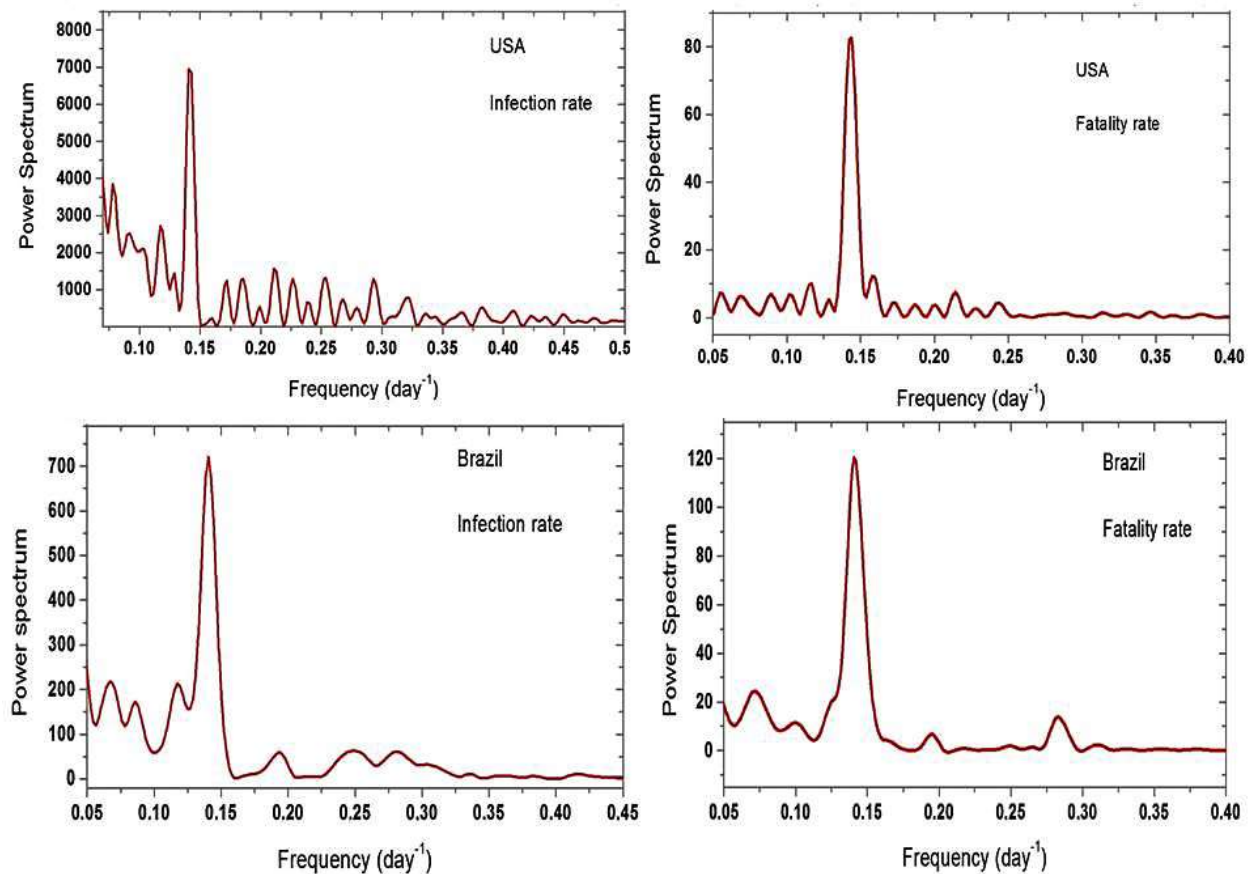 8000
7000
6000
5000
4000
3000
2000
1000
Power Spectrum
USA
Infection rate
0.10 0.15 0.20 0.25 0.30 0.35 0.40 0.45 0.5
Frequency (day-1)
80
60
40
20
0
Power Spectrum
USA
Fatality rate
0.05 0.10 0.15 0.20 0.25 0.30 0.35 0.40
Frequency (day-1)
700
600
500
400
300
200
100
0
Power spectrum
Brazil
Infection rate
0.05 0.10 0.15 0.20 0.25 0.30 0.35 0.40 0.45
Frequency (day-1)
120
100
80
60
40
20
0
Power Spectrum
Brazil
Fatality rate
0.05 0.10 0.15 0.20 0.25 0.30 0.35 0.40
Frequency (day-1)